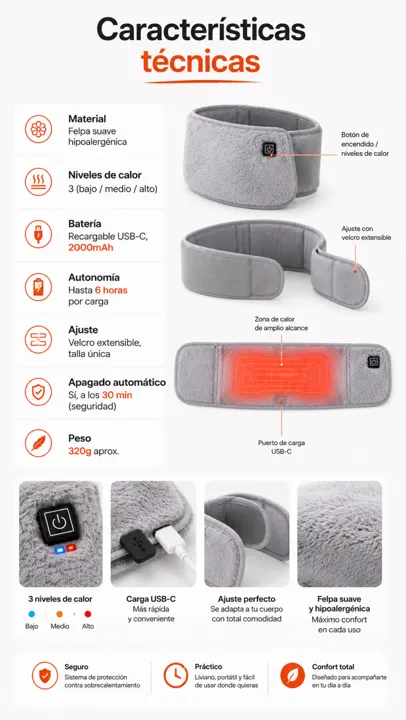 Características
técnicas
Material
Felpa suave
hipoalergénica
Niveles de calor
3 (bajo / medio / alto)
Batería
Recargable USB-C,
2000mAh
Autonomía
Hasta 6 horas
por carga
Ajuste
Velcro extensible,
talla única
Apagado automático
Sí, a los 30 min
(seguridad)
Peso
320g aprox.
Botón de
encendido /
niveles de calor
Ajuste con
velcro extensible
Zona de calor
de amplio alcance
Puerto de carga
USB-C
3 niveles de calor
Bajo
Medio
Alto
Carga USB-C
Más rápida
y conveniente
Ajuste perfecto
Se adapta a tu cuerpo
con total comodidad
Felpa suave
y hipoalergénica
Máximo confort
en cada uso
Seguro
Sistema de protección
contra sobrecalentamiento
Práctico
Liviano, portátil y fácil
de usar donde quieras
Confort total
Diseñado para acompañarte
en tu día a día